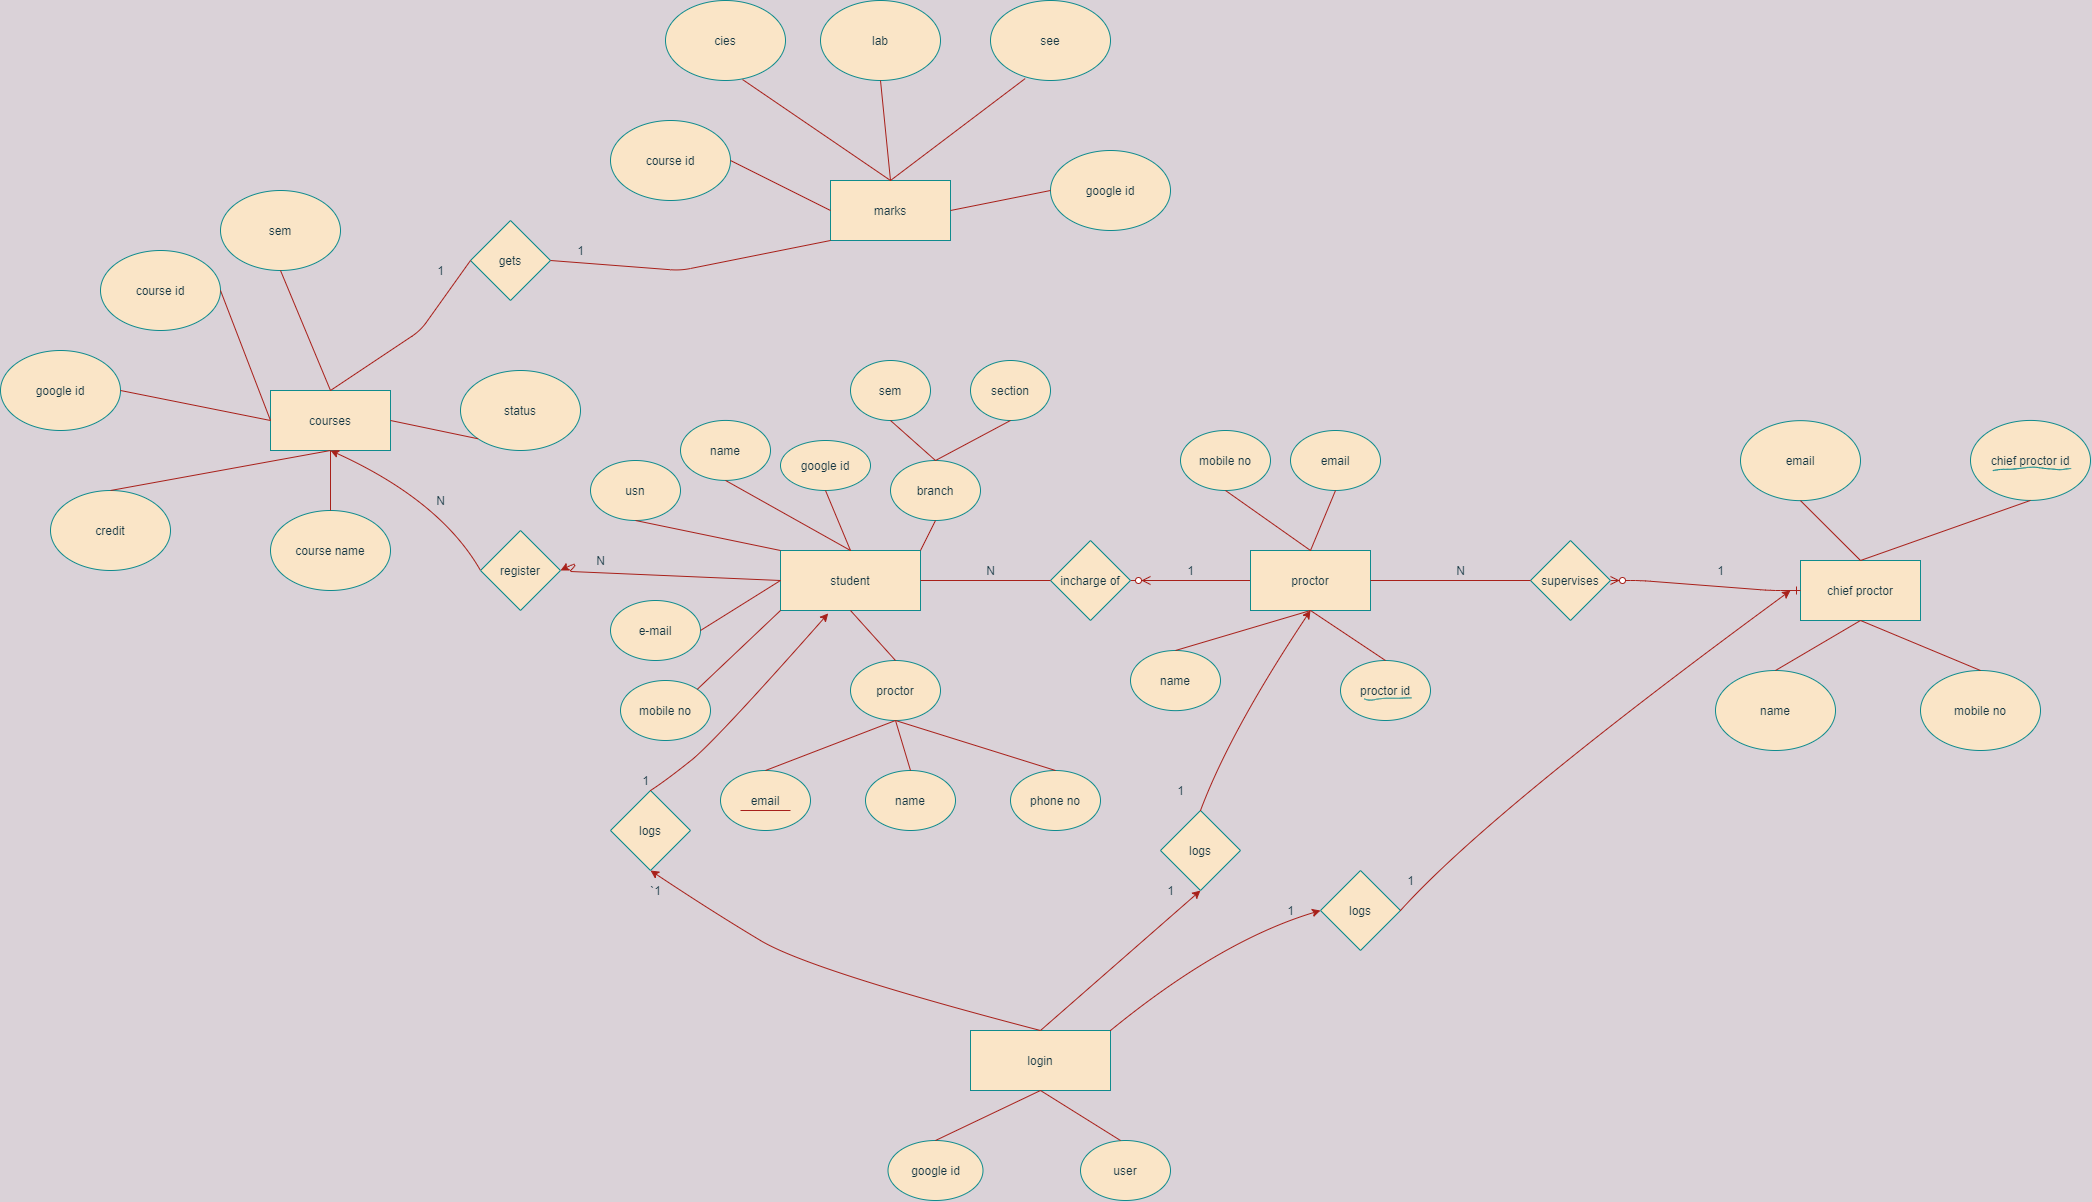 cies
lab
see
course id
google id
marks
sem
gets
1
1
course id
google id
courses
status
credit
course name
N
register
N
usn
name
google id
sem
section
branch
student
e-mail
mobile no
proctor
email
name
phone no
N
incharge of
1
mobile no
email
proctor
name
proctor id
N
supervises
1
email
chief proctor id
chief proctor
name
mobile no
1
logs
`1
1
logs
1
1
logs
1
login
google id
user